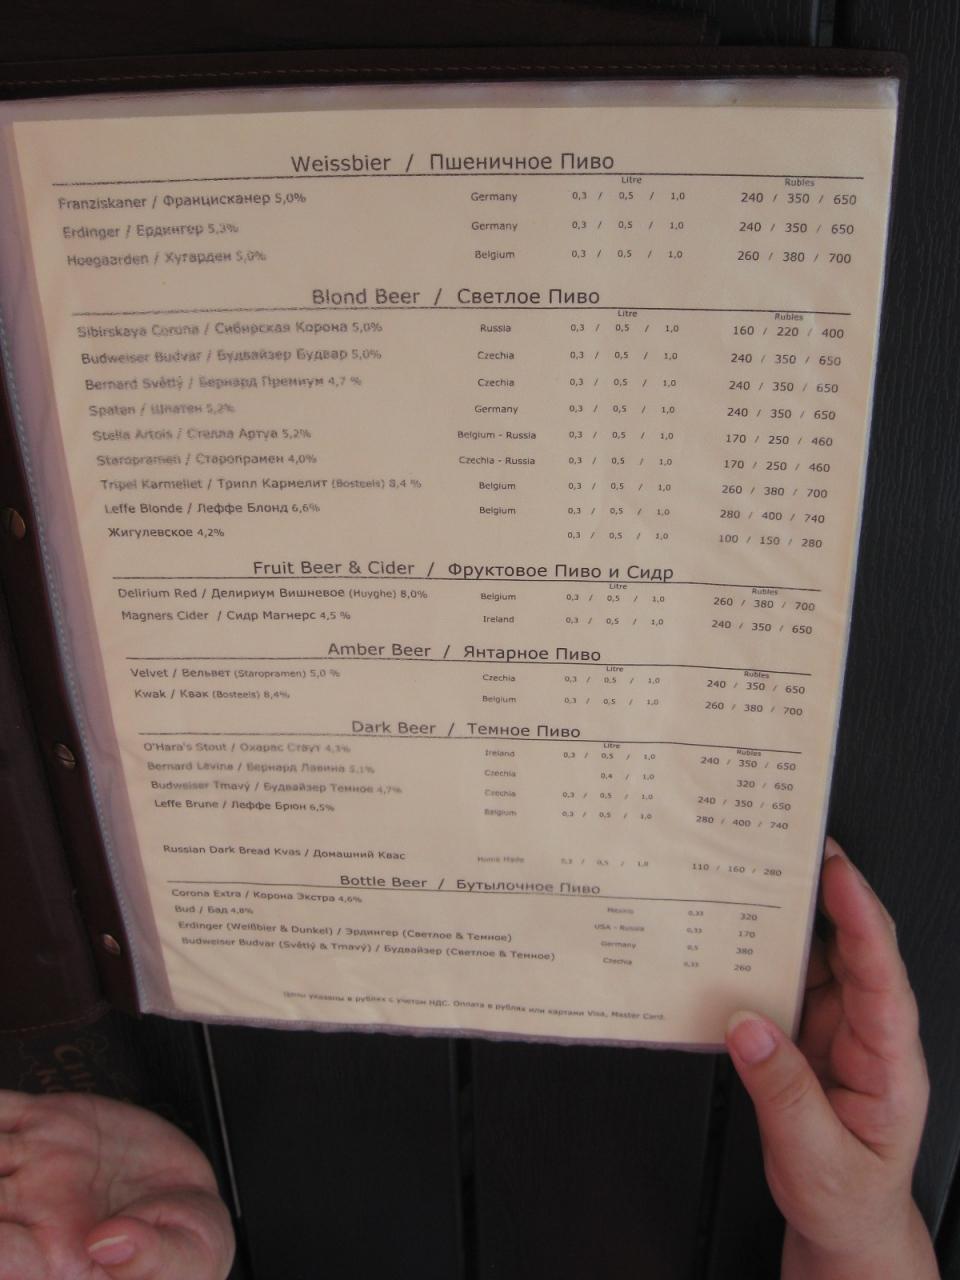 Weissbier / Пшеничное Пиво
Litre Rubles
Franziskaner / Францисканер 5,0% Germany 0,3 / 0,5 / 1,0 240 / 350 / 650
Erdinger / Ердингер 5,3% Germany 0,3 / 0,5 / 1,0 240 / 350 / 650
Hoegaarden / Хугарден 5,0% Belgium 0,3 / 0,5 / 1,0 260 / 380 / 700
Blond Beer / Светлое Пиво
Litre Rubles
Sibirskaya Corona / Сибирская Корона 5,0% Russia 0,3 / 0,5 / 1,0 160 / 220 / 400
Budweiser Budvar / Будвайзер Будвар 5,0% Czechia 0,3 / 0,5 / 1,0 240 / 350 / 650
Bernard Světlý / Бернард Премиум 4,7 % Czechia 0,3 / 0,5 / 1,0 240 / 350 / 650
Spaten / Шпатен 5,2% Germany 0,3 / 0,5 / 1,0 240 / 350 / 650
Stella Artois / Стелла Артуа 5,2% Belgium - Russia 0,3 / 0,5 / 1,0 170 / 250 / 460
Staropramen / Старопрамен 4,0% Czechia - Russia 0,3 / 0,5 / 1,0 170 / 250 / 460
Tripel Karmeliet / Трипл Кармелит (Bosteels) 8,4 % Belgium 0,3 / 0,5 / 1,0 260 / 380 / 700
Leffe Blonde / Леффе Блонд 6,6% Belgium 0,3 / 0,5 / 1,0 280 / 400 / 740
Жигулевское 4,2% 0,3 / 0,5 / 1,0 100 / 150 / 280
Fruit Beer & Cider / Фруктовое Пиво и Сидр
Litre Rubles
Delirium Red / Делириум Вишневое (Huyghe) 8,0% Belgium 0,3 / 0,5 / 1,0 260 / 380 / 700
Magners Cider / Сидр Магнерс 4,5 % Ireland 0,3 / 0,5 / 1,0 240 / 350 / 650
Amber Beer / Янтарное Пиво
Litre Rubles
Velvet / Вельвет (Staropramen) 5,0 % Czechia 0,3 / 0,5 / 1,0 240 / 350 / 650
Kwak / Квак (Bosteels) 8,4% Belgium 0,3 / 0,5 / 1,0 260 / 380 / 700
Dark Beer / Темное Пиво
Litre Rubles
O'Hara's Stout / Охарас Стаут 4,3% Ireland 0,3 / 0,5 / 1,0 240 / 350 / 650
Bernard Levine / Бернард Лавина 5,1% Czechia 0,4 / 1,0 320 / 650
Budweiser Tmavý / Будвайзер Темное 4,7% Czechia 0,3 / 0,5 / 1,0 240 / 350 / 650
Leffe Brune / Леффе Брюн 6,5% Belgium 0,3 / 0,5 / 1,0 280 / 400 / 740
Russian Dark Bread Kvas / Домашний Квас Home Made 0,3 / 0,5 / 1,0 110 / 160 / 280
Bottle Beer / Бутылочное Пиво
Corona Extra / Корона Экстра 4,6% Mexico 0,33 320
Bud / Бад 4,8% USA - Russia 0,33 170
Erdinger (Weißbier & Dunkel) / Эрдингер (Светлое & Темное) Germany 0,5 380
Budweiser Budvar (Světlý & Tmavý) / Будвайзер (Светлое & Темное) Czechia 0,33 260
Цены указаны в рублях с учетом НДС. Оплата в рублях или картами Visa, Master Card.